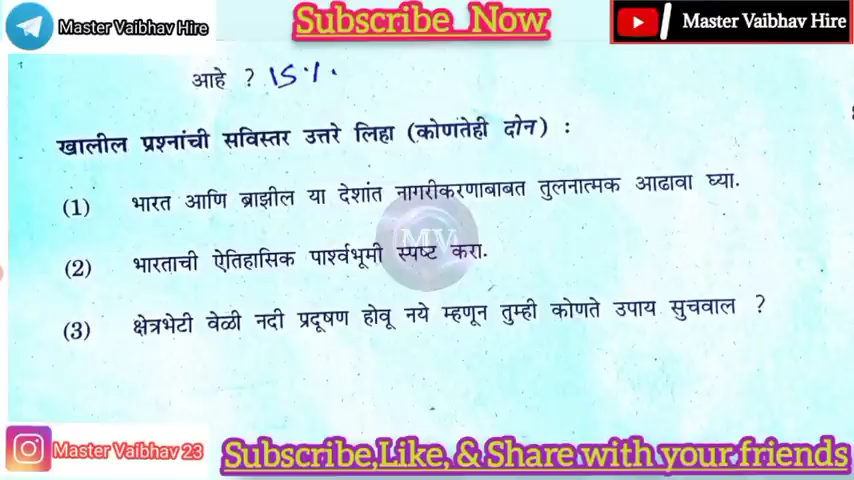 Master Vaibhav Hire
Subscribe Now
Master Vaibhav Hire
आहे ? 15%.
खालील प्रश्नांची सविस्तर उत्तरे लिहा (कोणतेही दोन) :
(1) भारत आणि ब्राझील या देशांत नागरीकरणाबाबत तुलनात्मक आढावा घ्या.
MV
(2) भारताची ऐतिहासिक पार्श्वभूमी स्पष्ट करा.
(3) क्षेत्रभेटी वेळी नदी प्रदूषण होवू नये म्हणून तुम्ही कोणते उपाय सुचवाल ?
Master Vaibhav 23
Subscribe,Like, & Share with your friends